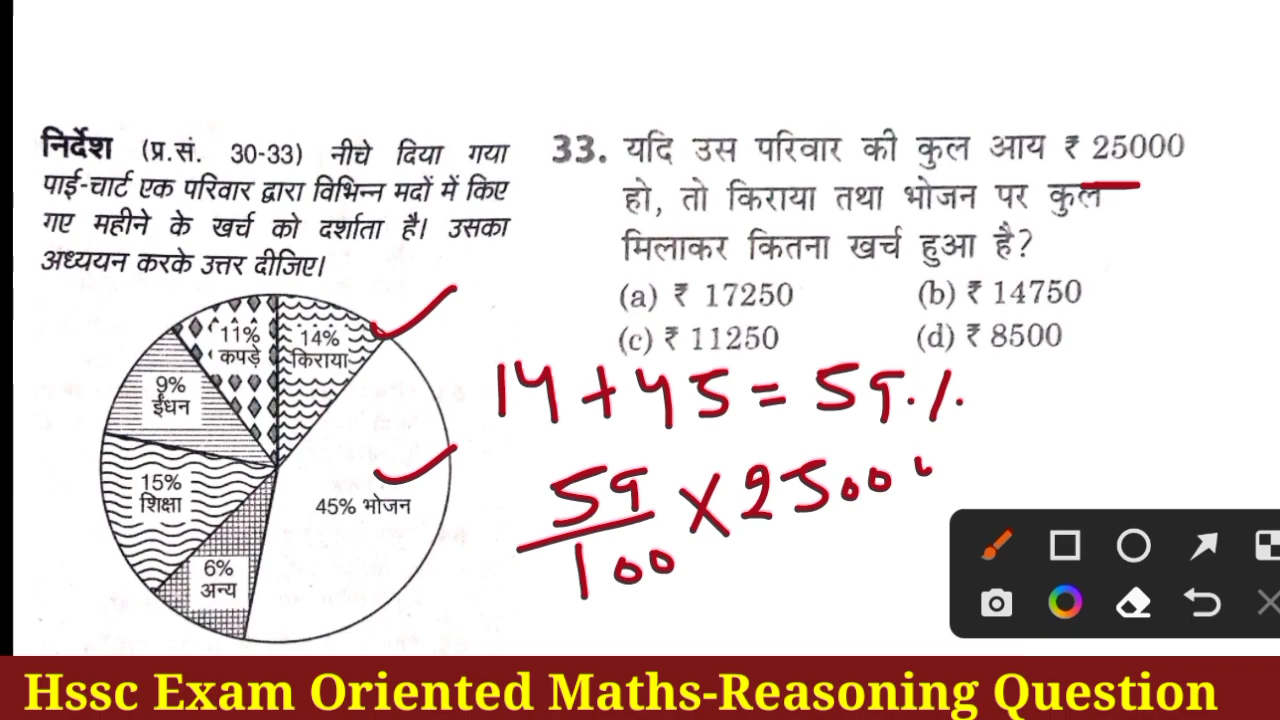 निर्देश (प्र.सं. 30-33) नीचे दिया गया
पाई-चार्ट एक परिवार द्वारा विभिन्न मदों में किए
गए महीने के खर्च को दर्शाता है। उसका
अध्ययन करके उत्तर दीजिए।
11%
कपड़े
14%
किराया
9%
ईंधन
15%
शिक्षा
45% भोजन
6%
अन्य
33. यदि उस परिवार की कुल आय ₹ 25000
हो, तो किराया तथा भोजन पर कुल
मिलाकर कितना खर्च हुआ है?
(a) ₹ 17250 (b) ₹ 14750
(c) ₹ 11250 (d) ₹ 8500
14 + 45 = 59%
59
100
× 25000
Hssc Exam Oriented Maths-Reasoning Question